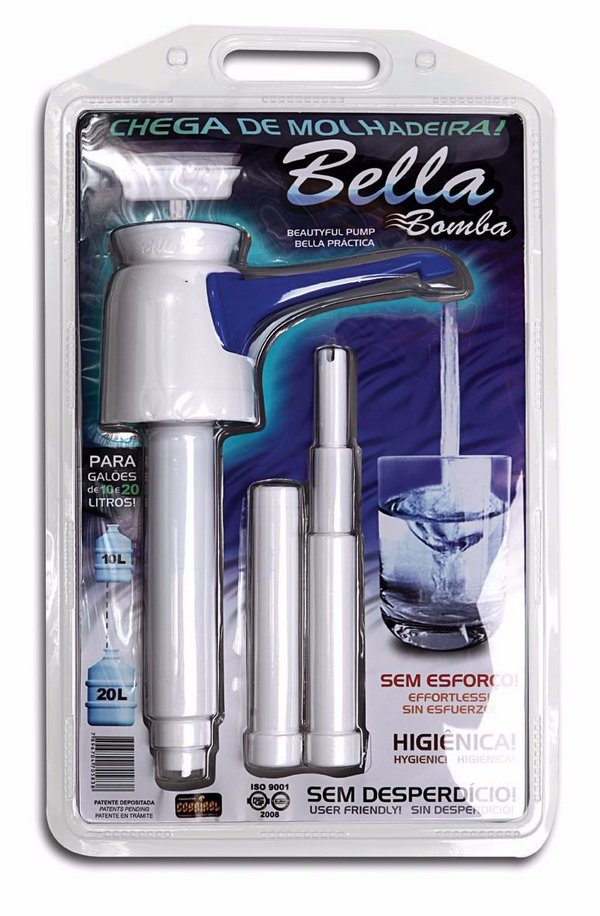 CHEGA DE MOLHADEIRA!
Bella
Bomba
BEAUTYFUL PUMP
BELLA PRÁCTICA
Bella
PARA
GALÕES
de 10 e 20
LITROS!
10L
20L
SEM ESFORÇO!
EFFORTLESS!
SIN ESFUERZO!
HIGIÊNICA!
HYGIENIC! HIGIENICA!
SEM DESPERDÍCIO!
USER FRIENDLY! SIN DESPERDICIO!
ISO 9001
2008
PATENTE DEPOSITADA
PATENTS PENDING
PATENTE EN TRÁMITE